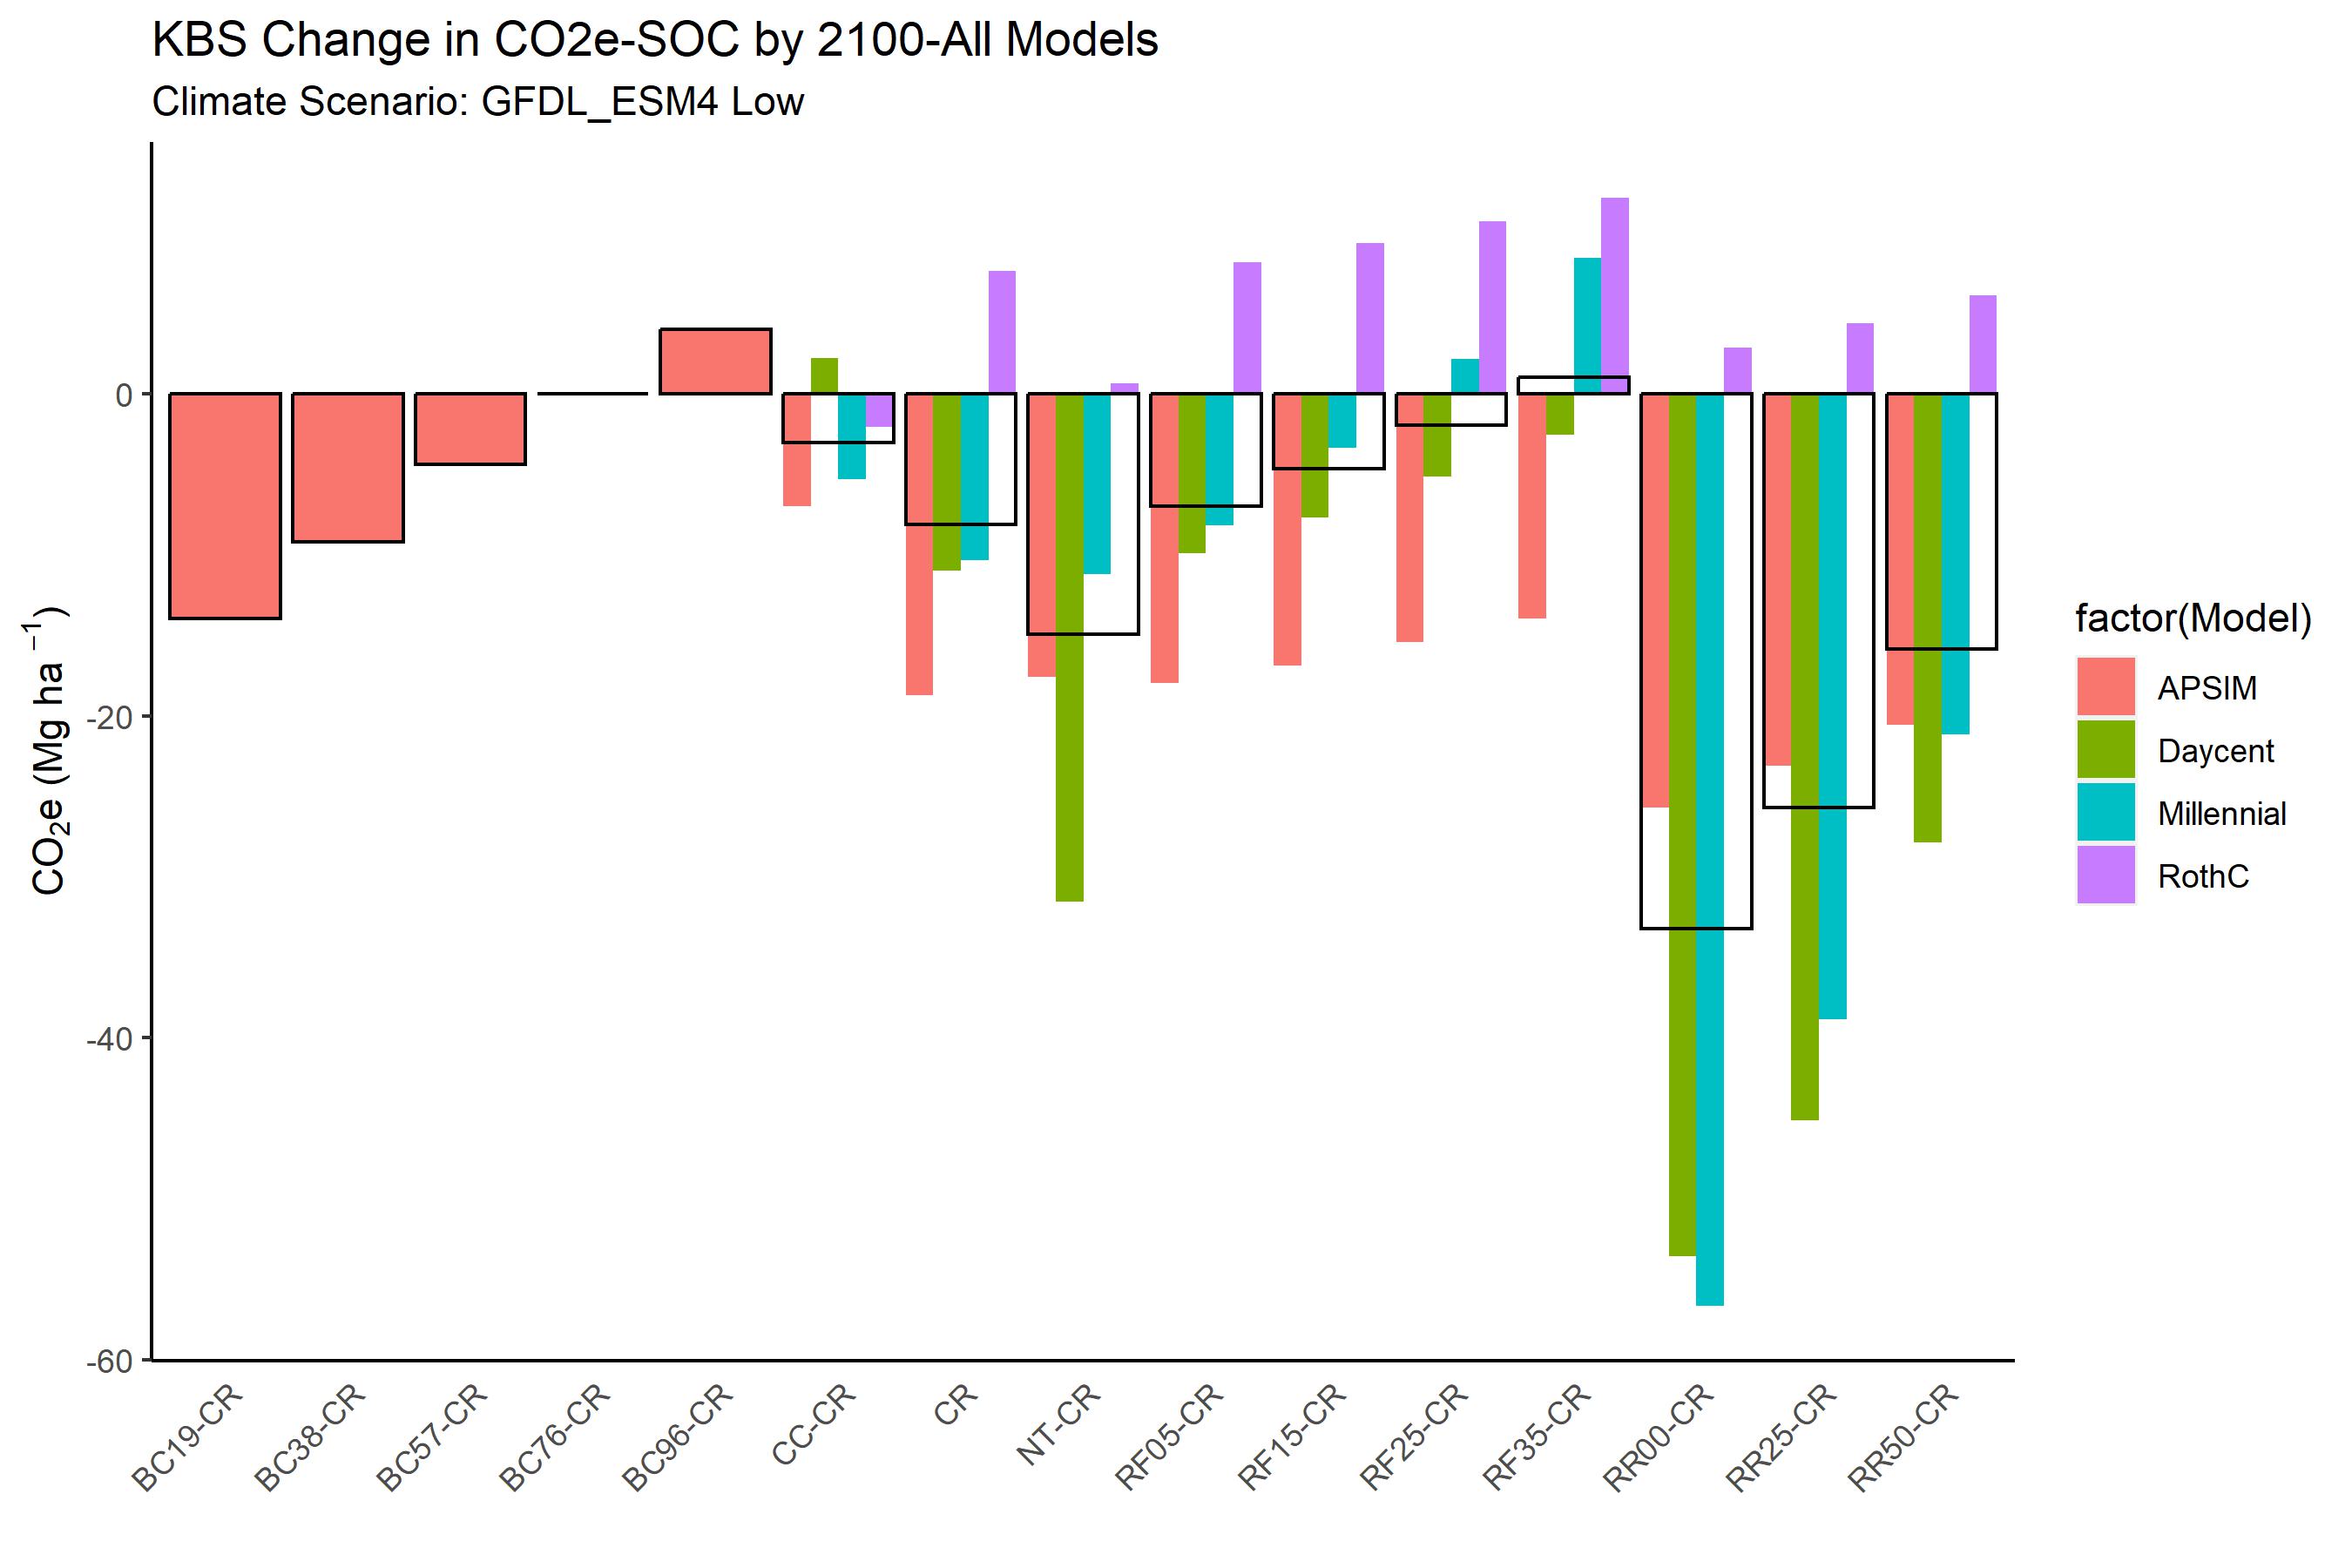 KBS Change in CO2e-SOC by 2100-All Models
Climate Scenario: GFDL_ESM4 Low
CO₂e (Mg ha ⁻¹)
0
-20
-40
-60
BC19-CR
BC38-CR
BC57-CR
BC76-CR
BC96-CR
CC-CR
CR
NT-CR
RF05-CR
RF15-CR
RF25-CR
RF35-CR
RR00-CR
RR25-CR
RR50-CR
factor(Model)
APSIM
Daycent
Millennial
RothC